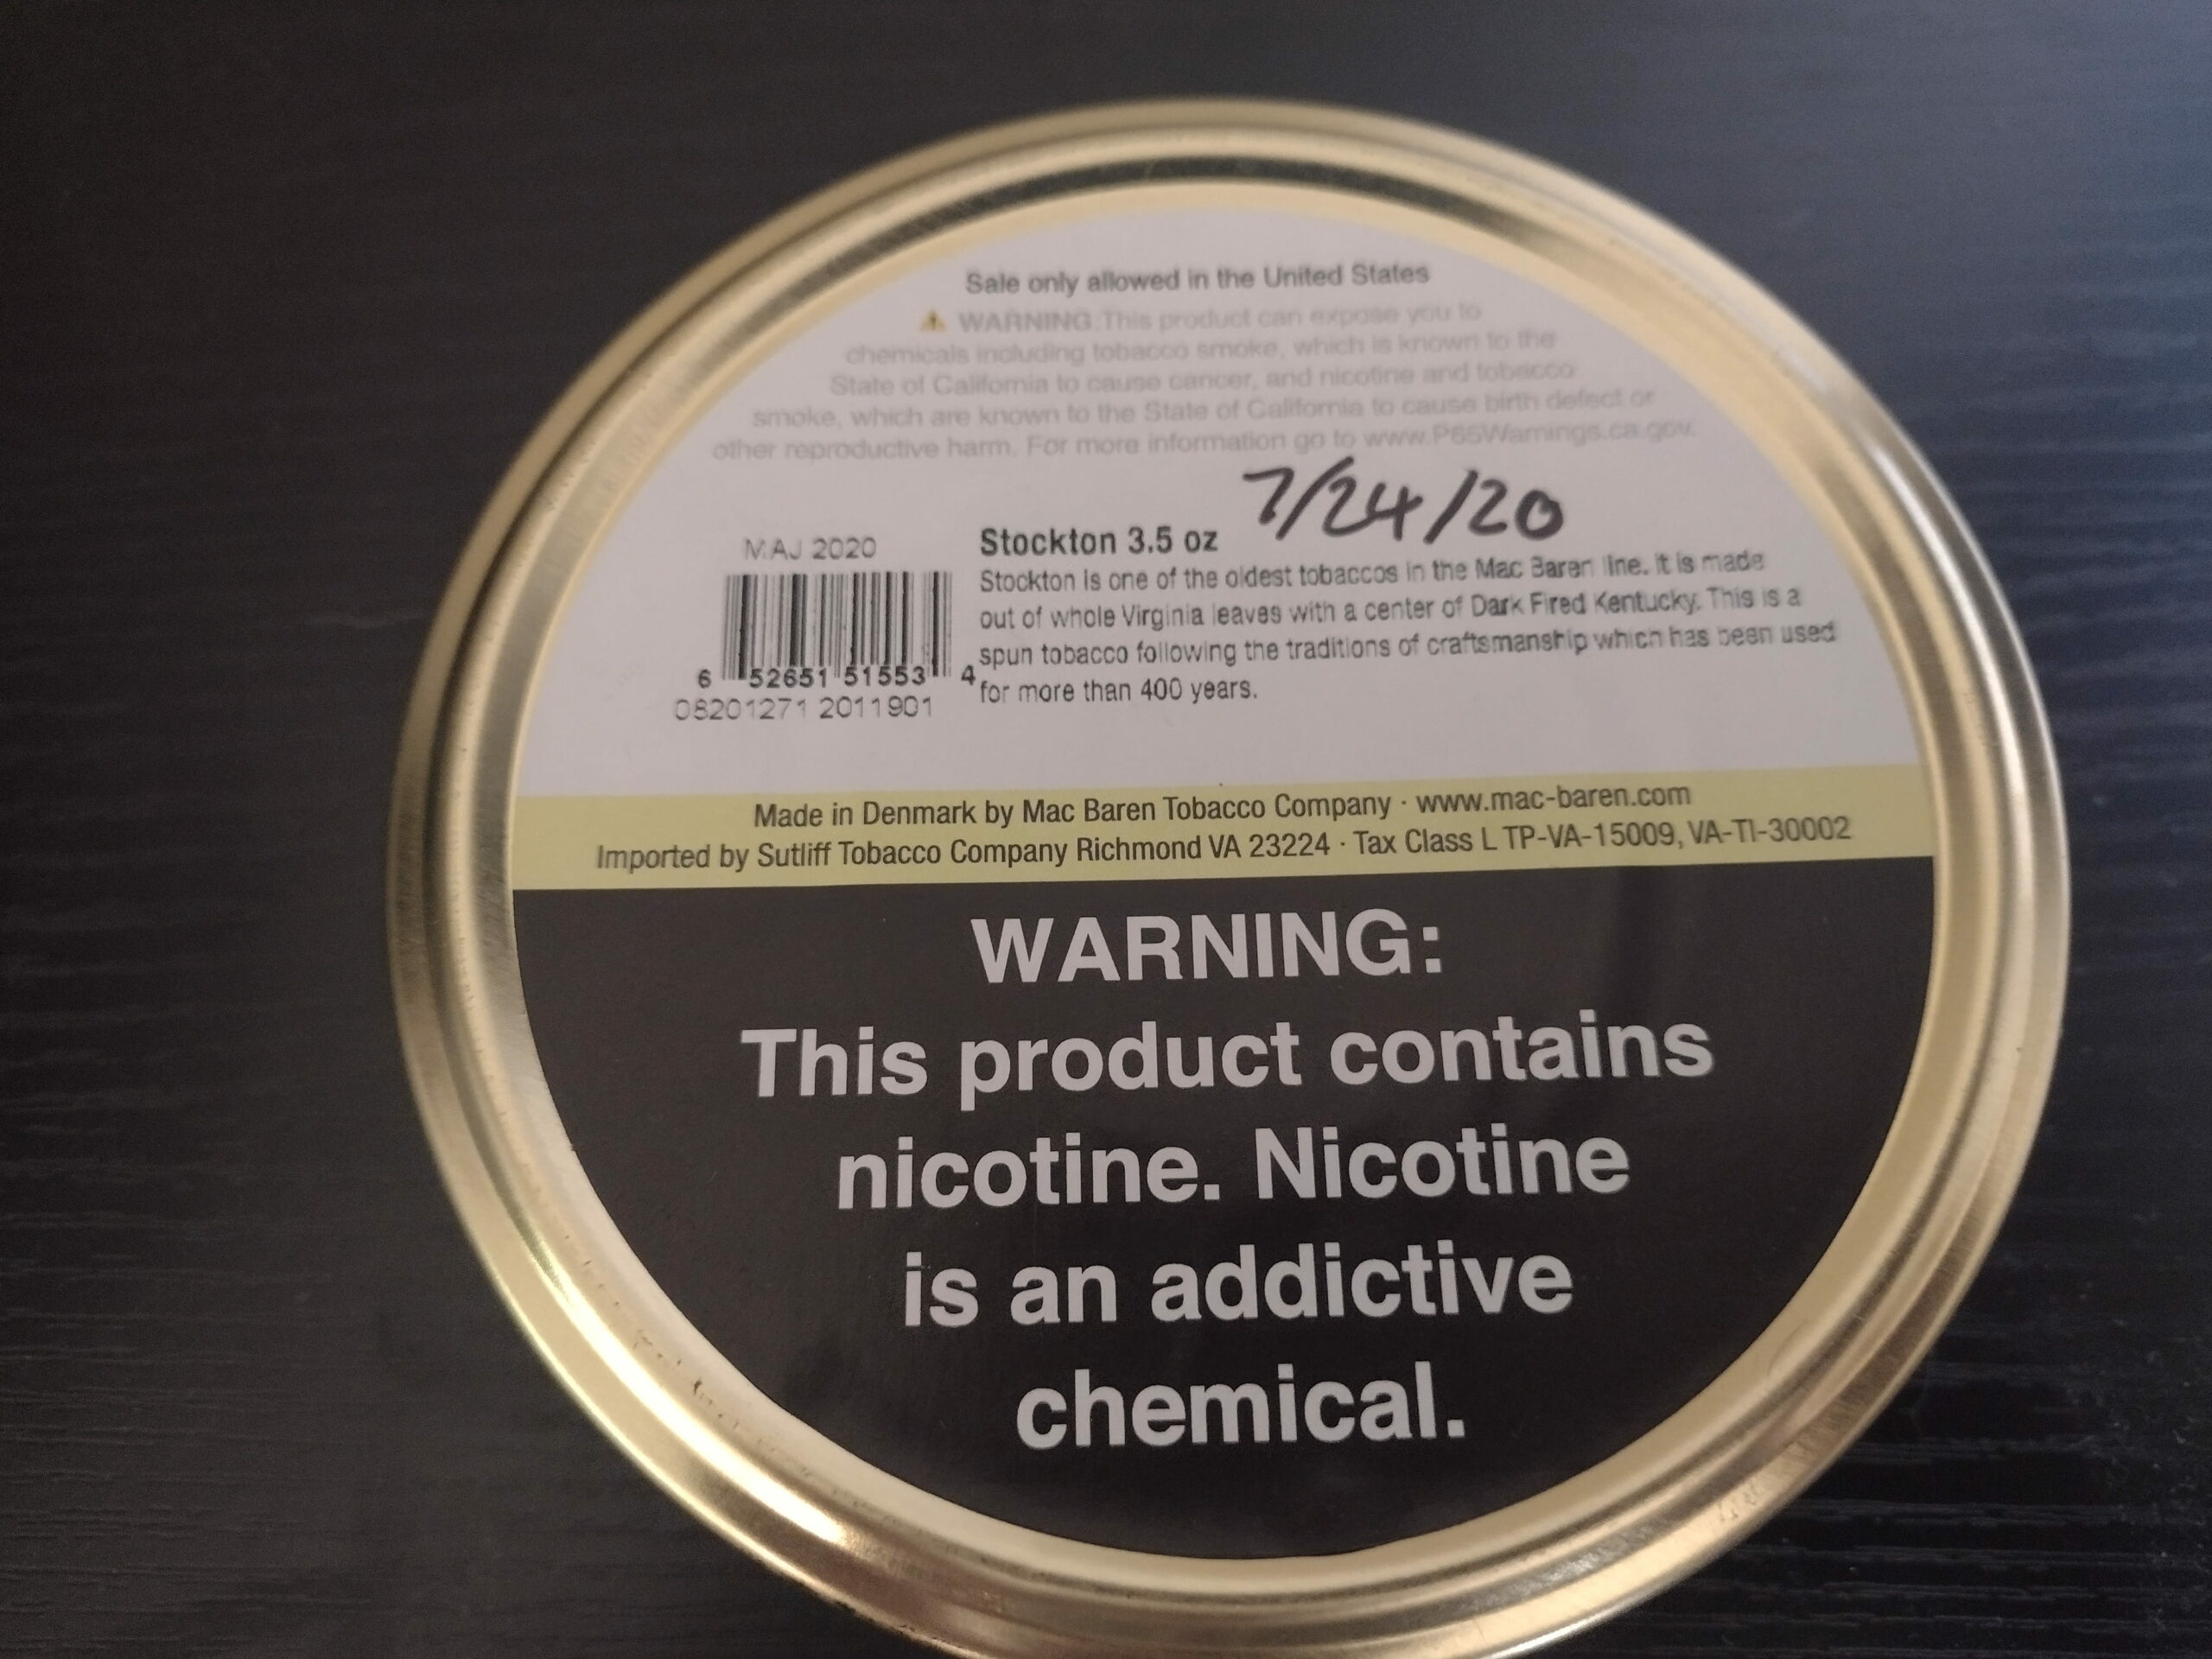 Sale only allowed in the United States
⚠ WARNING:This product can expose you to
chemicals including tobacco smoke, which is known to the
State of California to cause cancer, and nicotine and tobacco
smoke, which are known to the State of California to cause birth defect or
other reproductive harm. For more information go to www.P65Warnings.ca.gov.
7/24/20
MAJ 2020
6 52651 51553 4
08201271 2011901
Stockton 3.5 oz
Stockton is one of the oldest tobaccos in the Mac Baren line. it is made
out of whole Virginia leaves with a center of Dark Fired Kentucky. This is a
spun tobacco following the traditions of craftsmanship which has been used
for more than 400 years.
Made in Denmark by Mac Baren Tobacco Company · www.mac-baren.com
Imported by Sutliff Tobacco Company Richmond VA 23224 · Tax Class L TP-VA-15009, VA-TI-30002
WARNING:
This product contains
nicotine. Nicotine
is an addictive
chemical.